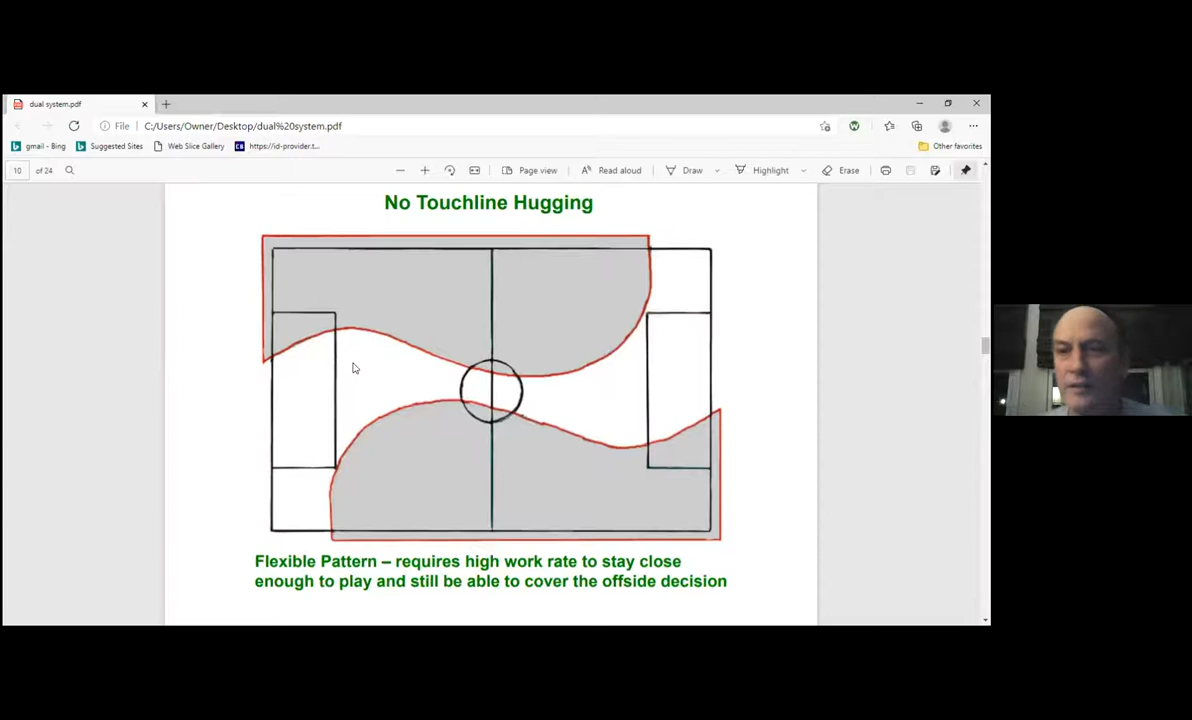 dual system.pdf
File C:/Users/Owner/Desktop/dual%20system.pdf
gmail - Bing Suggested Sites Web Slice Gallery https://id-provider.t... Other favorites
10 of 24 Page view Read aloud Draw Highlight Erase
No Touchline Hugging
Flexible Pattern – requires high work rate to stay close
enough to play and still be able to cover the offside decision